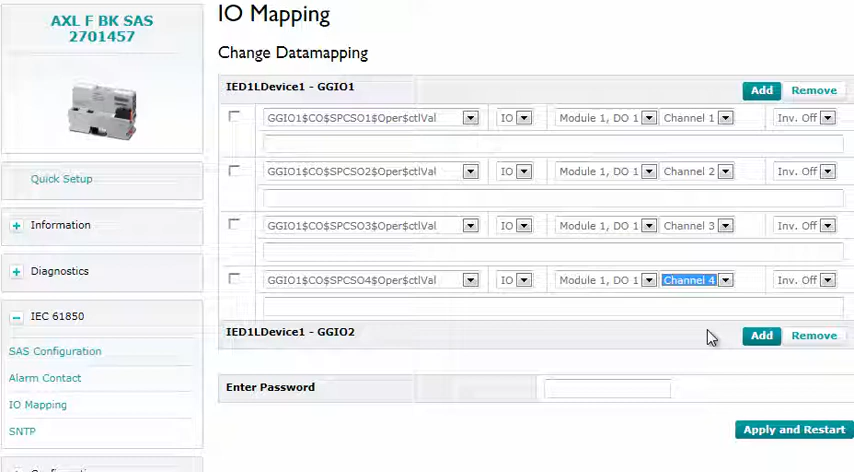 AXL F BK SAS
2701457
Quick Setup
Information
Diagnostics
IEC 61850
SAS Configuration
Alarm Contact
IO Mapping
SNTP
IO Mapping
Change Datamapping
IED1LDevice1 - GGIO1 Add Remove
GGIO1$CO$SPCSO1$Oper$ctlVal IO Module 1, DO 1 Channel 1 Inv. Off
GGIO1$CO$SPCSO2$Oper$ctlVal IO Module 1, DO 1 Channel 2 Inv. Off
GGIO1$CO$SPCSO3$Oper$ctlVal IO Module 1, DO 1 Channel 3 Inv. Off
GGIO1$CO$SPCSO4$Oper$ctlVal IO Module 1, DO 1 Channel 4 Inv. Off
IED1LDevice1 - GGIO2 Add Remove
Enter Password
Apply and Restart